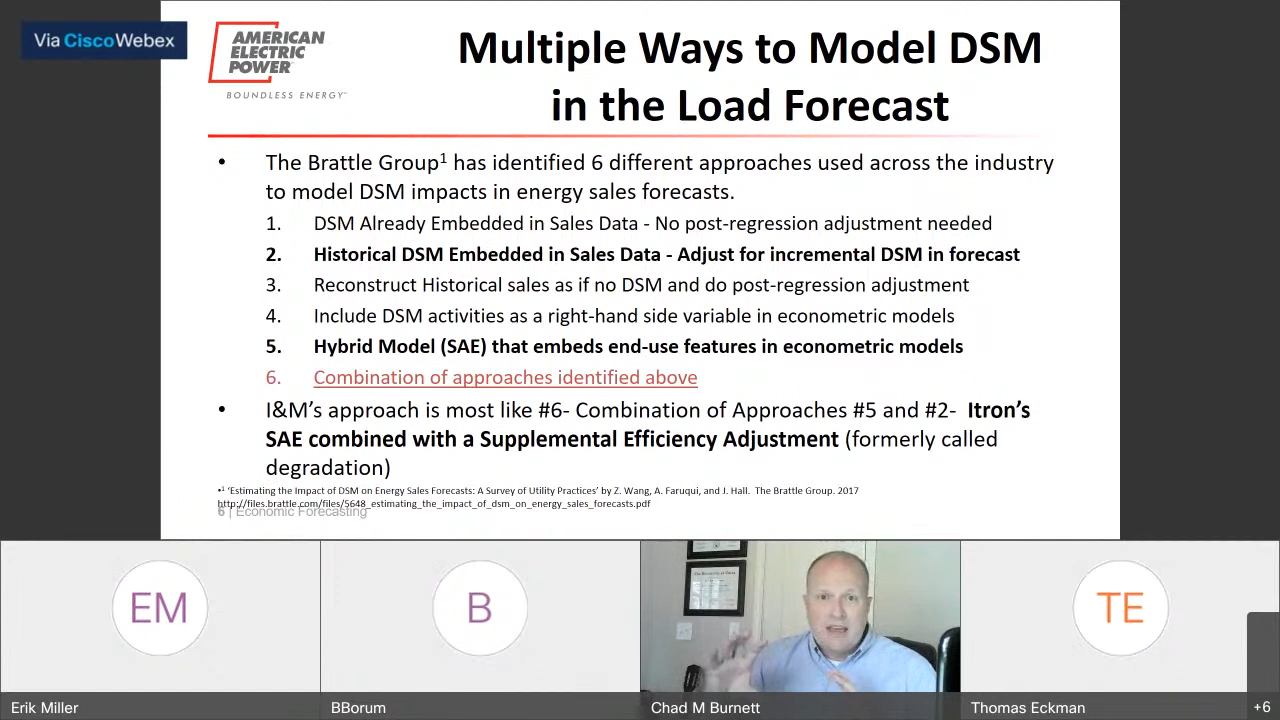 Via CiscoWebex
AMERICAN
ELECTRIC
POWER
BOUNDLESS ENERGY™
Multiple Ways to Model DSM
in the Load Forecast
• The Brattle Group¹ has identified 6 different approaches used across the industry
to model DSM impacts in energy sales forecasts.
1. DSM Already Embedded in Sales Data - No post-regression adjustment needed
2. Historical DSM Embedded in Sales Data - Adjust for incremental DSM in forecast
3. Reconstruct Historical sales as if no DSM and do post-regression adjustment
4. Include DSM activities as a right-hand side variable in econometric models
5. Hybrid Model (SAE) that embeds end-use features in econometric models
6. Combination of approaches identified above
• I&M's approach is most like #6- Combination of Approaches #5 and #2- Itron's
SAE combined with a Supplemental Efficiency Adjustment (formerly called
degradation)
•¹ 'Estimating the Impact of DSM on Energy Sales Forecasts: A Survey of Utility Practices' by Z. Wang, A. Faruqui, and J. Hall. The Brattle Group. 2017
http://files.brattle.com/files/5648_estimating_the_impact_of_dsm_on_energy_sales_forecasts.pdf
6 | Economic Forecasting
EM
B
TE
Erik Miller
BBorum
Chad M Burnett
Thomas Eckman
+6